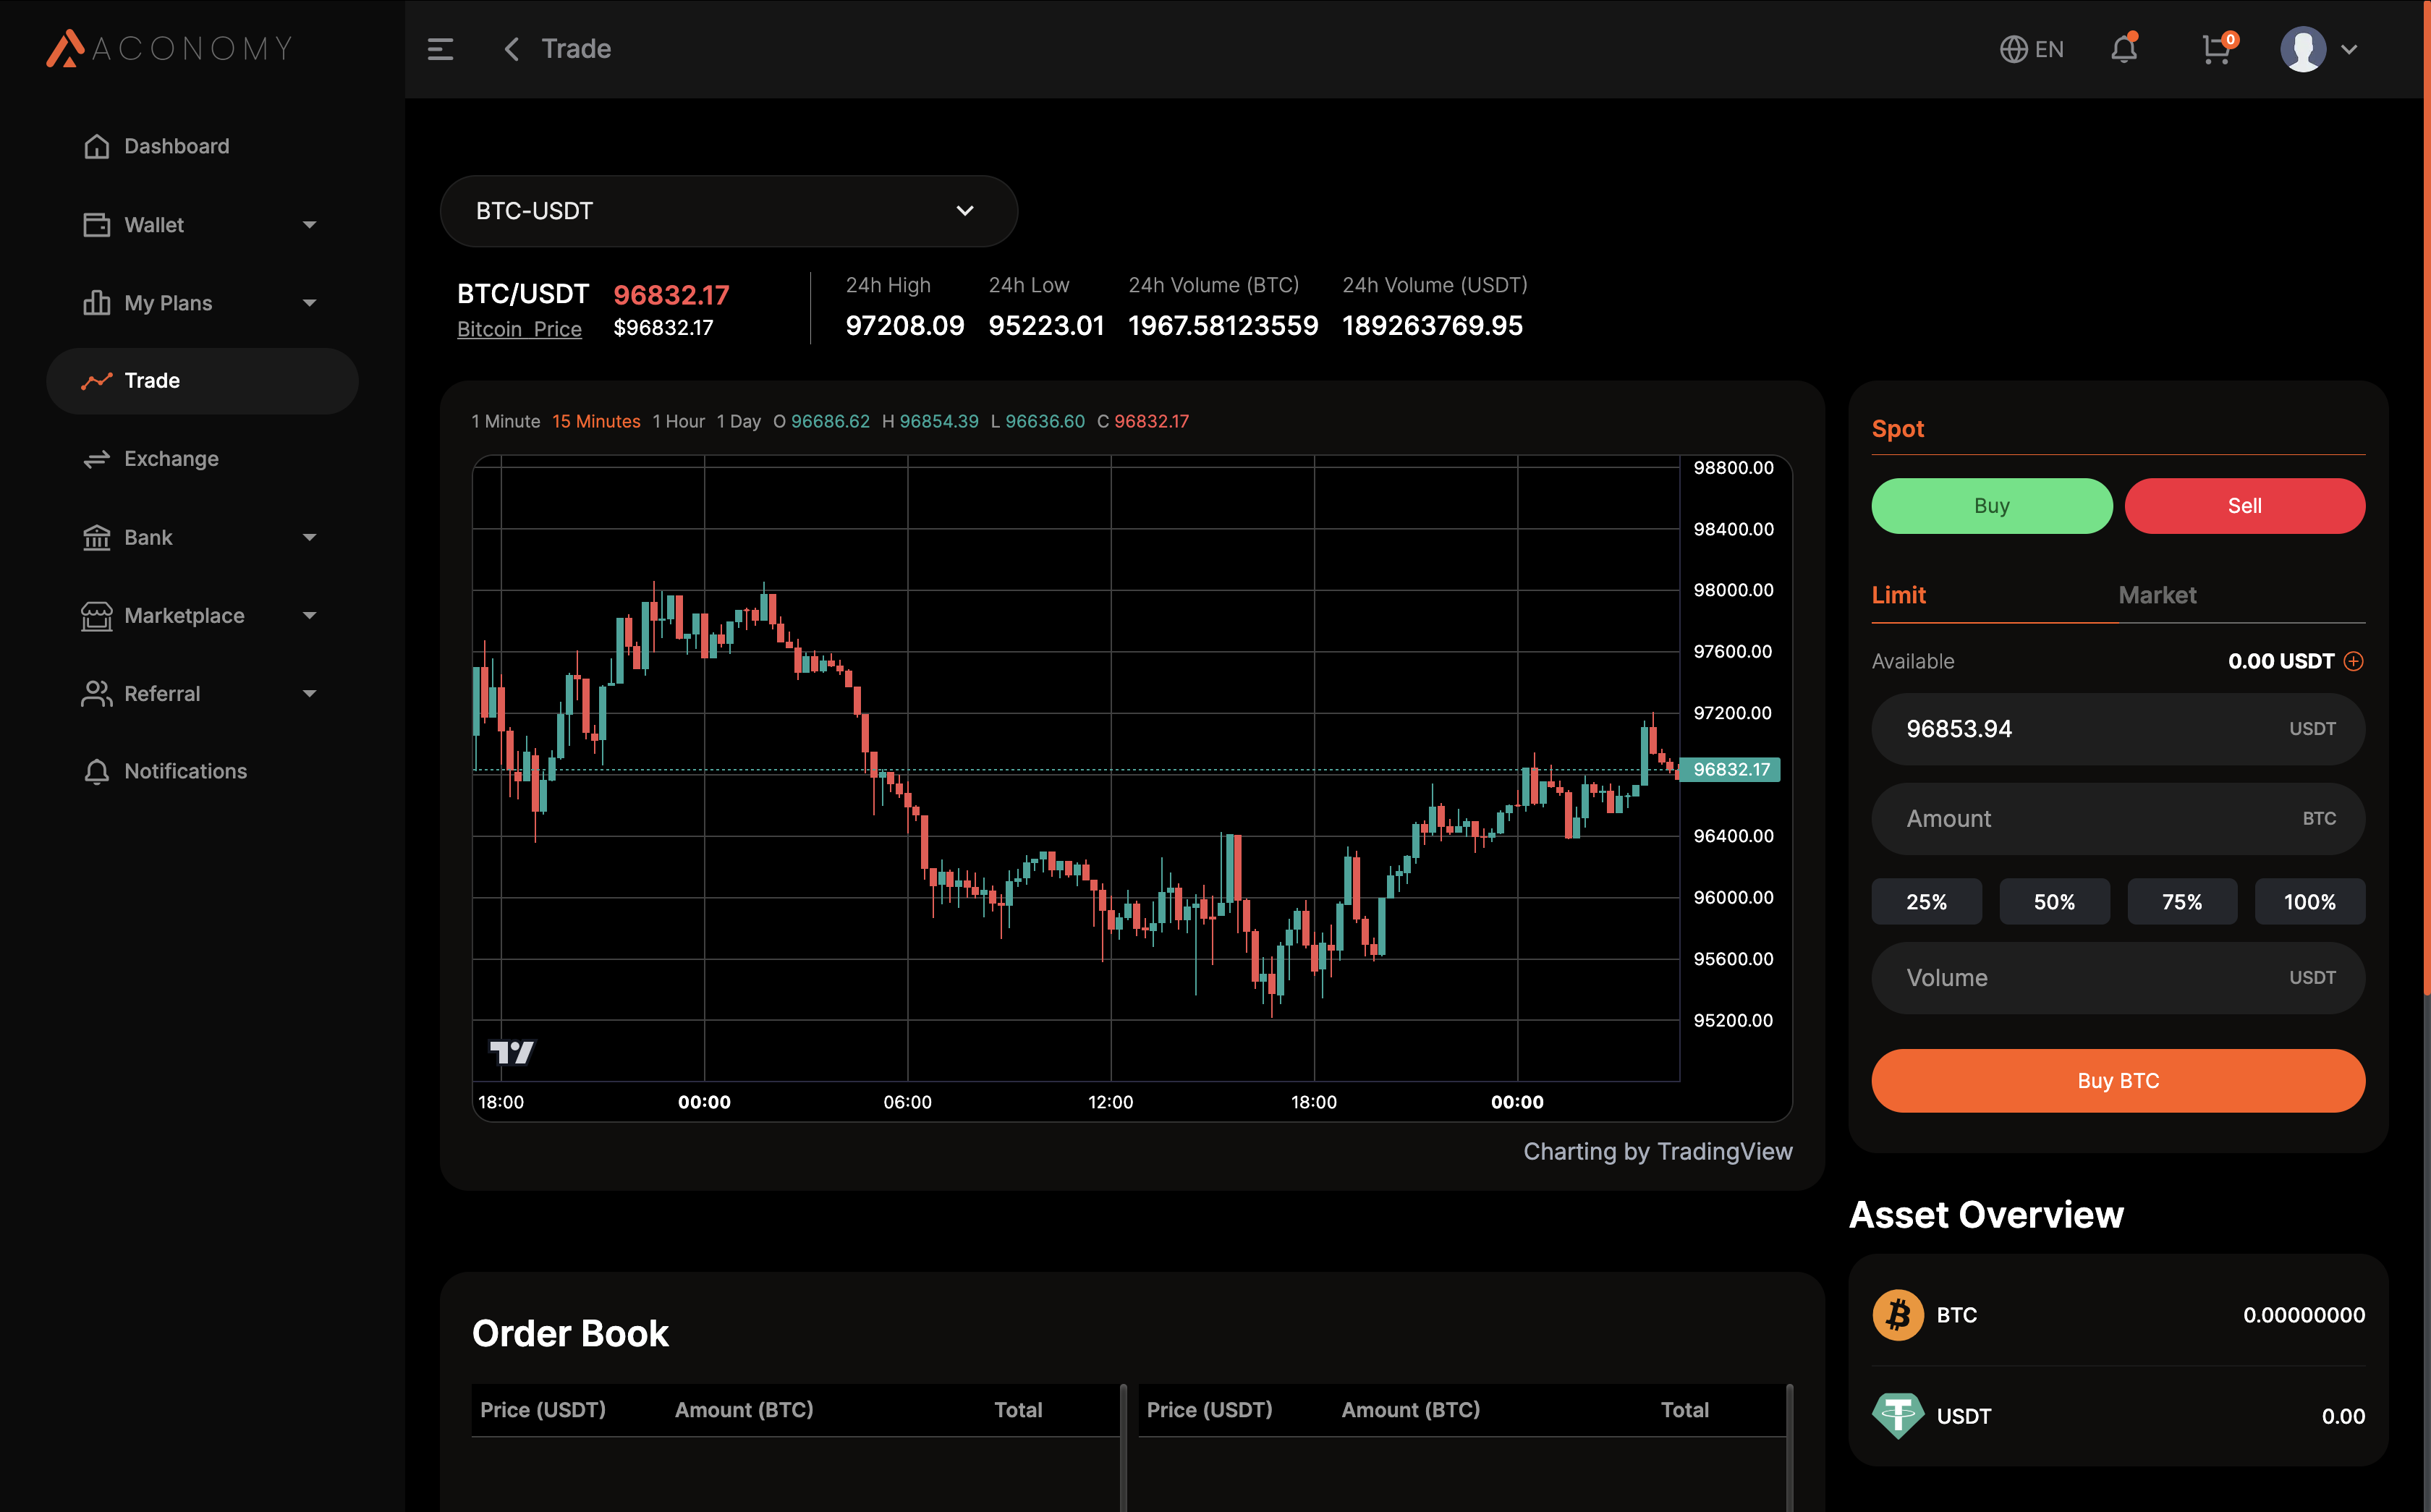 ACONOMY
Trade
EN
0
Dashboard
Wallet
My Plans
Trade
Exchange
Bank
Marketplace
Referral
Notifications
BTC-USDT
BTC/USDT 96832.17
Bitcoin Price $96832.17
24h High 24h Low 24h Volume (BTC) 24h Volume (USDT)
97208.09 95223.01 1967.58123559 189263769.95
1 Minute 15 Minutes 1 Hour 1 Day O 96686.62 H 96854.39 L 96636.60 C 96832.17
98800.00
98400.00
98000.00
97600.00
97200.00
96832.17
96400.00
96000.00
95600.00
95200.00
18:00 00:00 06:00 12:00 18:00 00:00
Charting by TradingView
Spot
Buy Sell
Limit Market
Available 0.00 USDT
96853.94 USDT
Amount BTC
25% 50% 75% 100%
Volume USDT
Buy BTC
Asset Overview
BTC 0.00000000
USDT 0.00
Order Book
Price (USDT) Amount (BTC) Total Price (USDT) Amount (BTC) Total